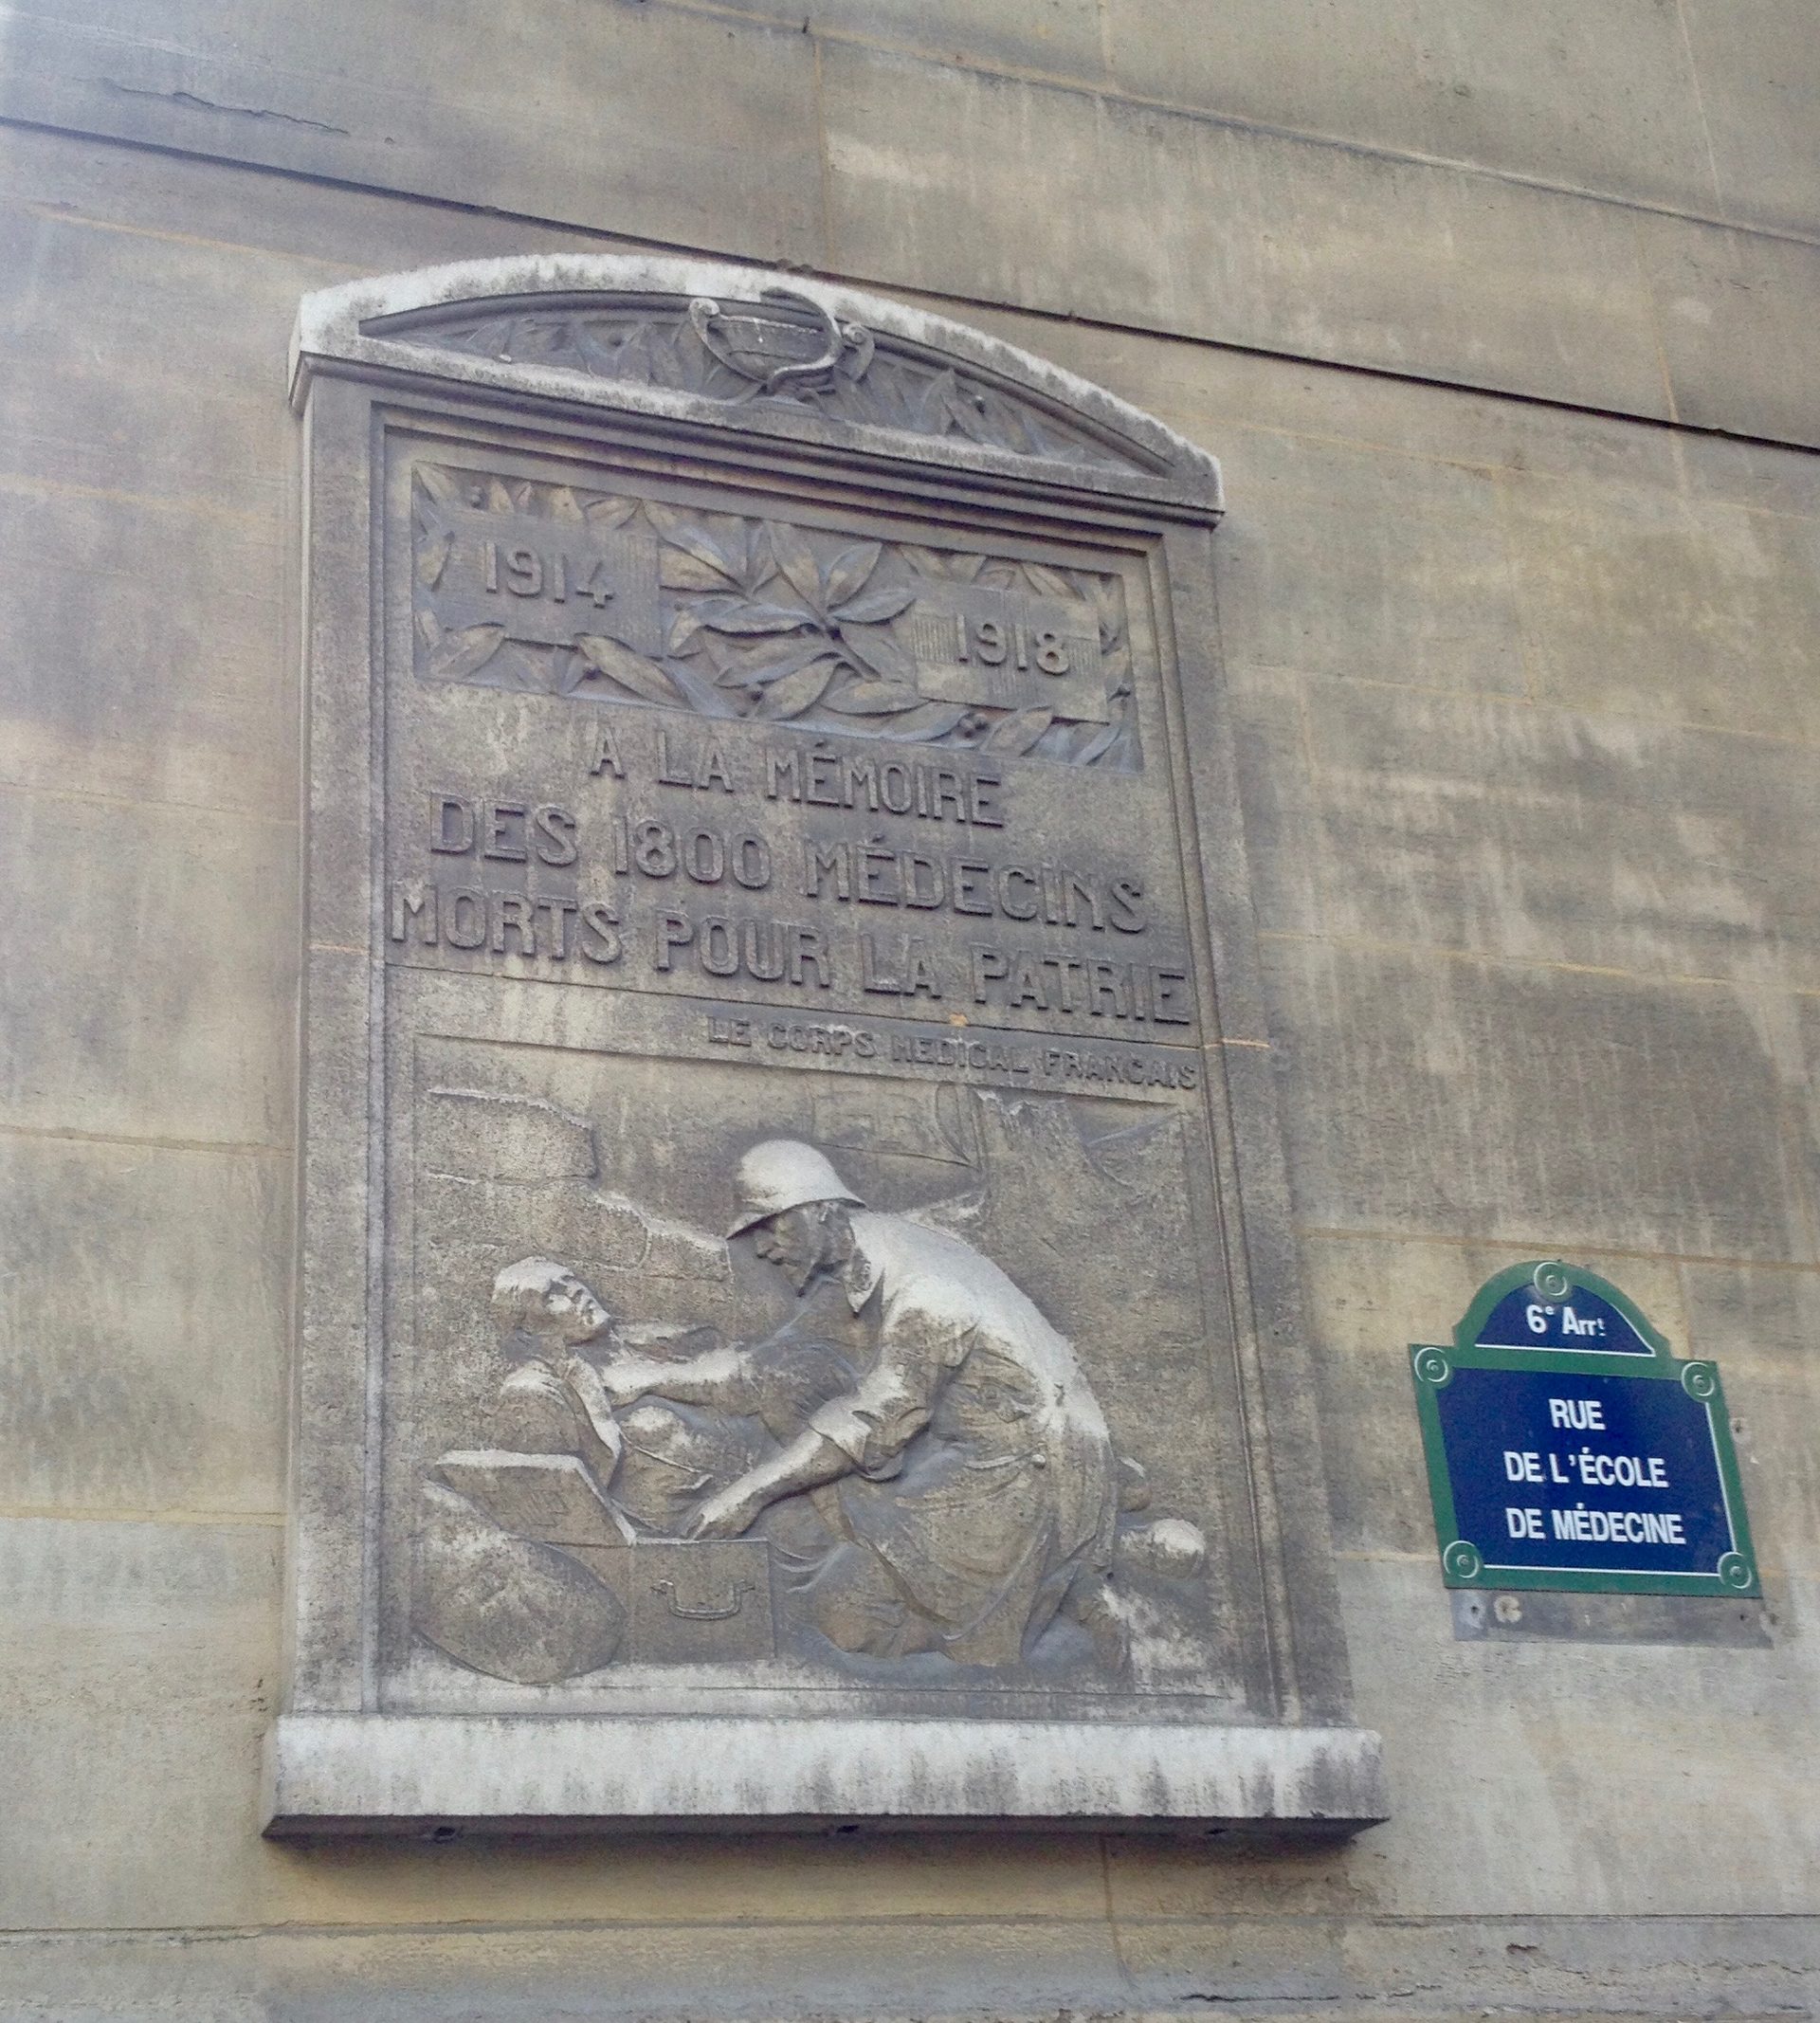 1914
1918
A LA MÉMOIRE
DES 1800 MÉDECINS
MORTS POUR LA PATRIE
LE CORPS MEDICAL FRANCAIS
6e Arrt
RUE
DE L'ÉCOLE
DE MÉDECINE